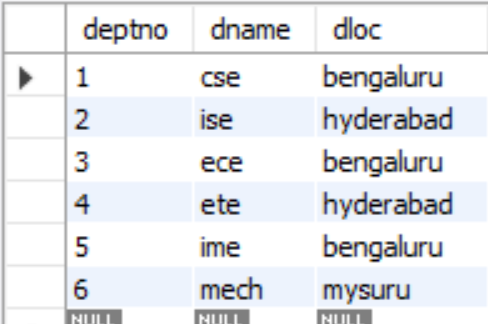 deptno dname dloc
1 cse bengaluru
2 ise hyderabad
3 ece bengaluru
4 ete hyderabad
5 ime bengaluru
6 mech mysuru
NULL NULL NULL